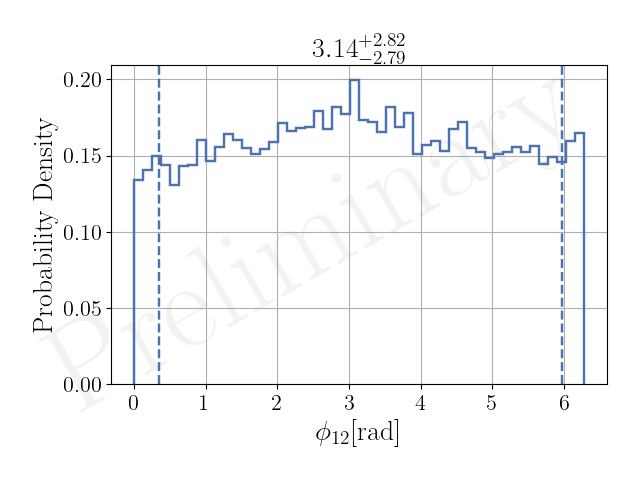 3.14^{+2.82}_{-2.79}
0.20
0.15
0.10
0.05
0.00
Probability Density
0 1 2 3 4 5 6
ϕ₁₂[rad]
Preliminary